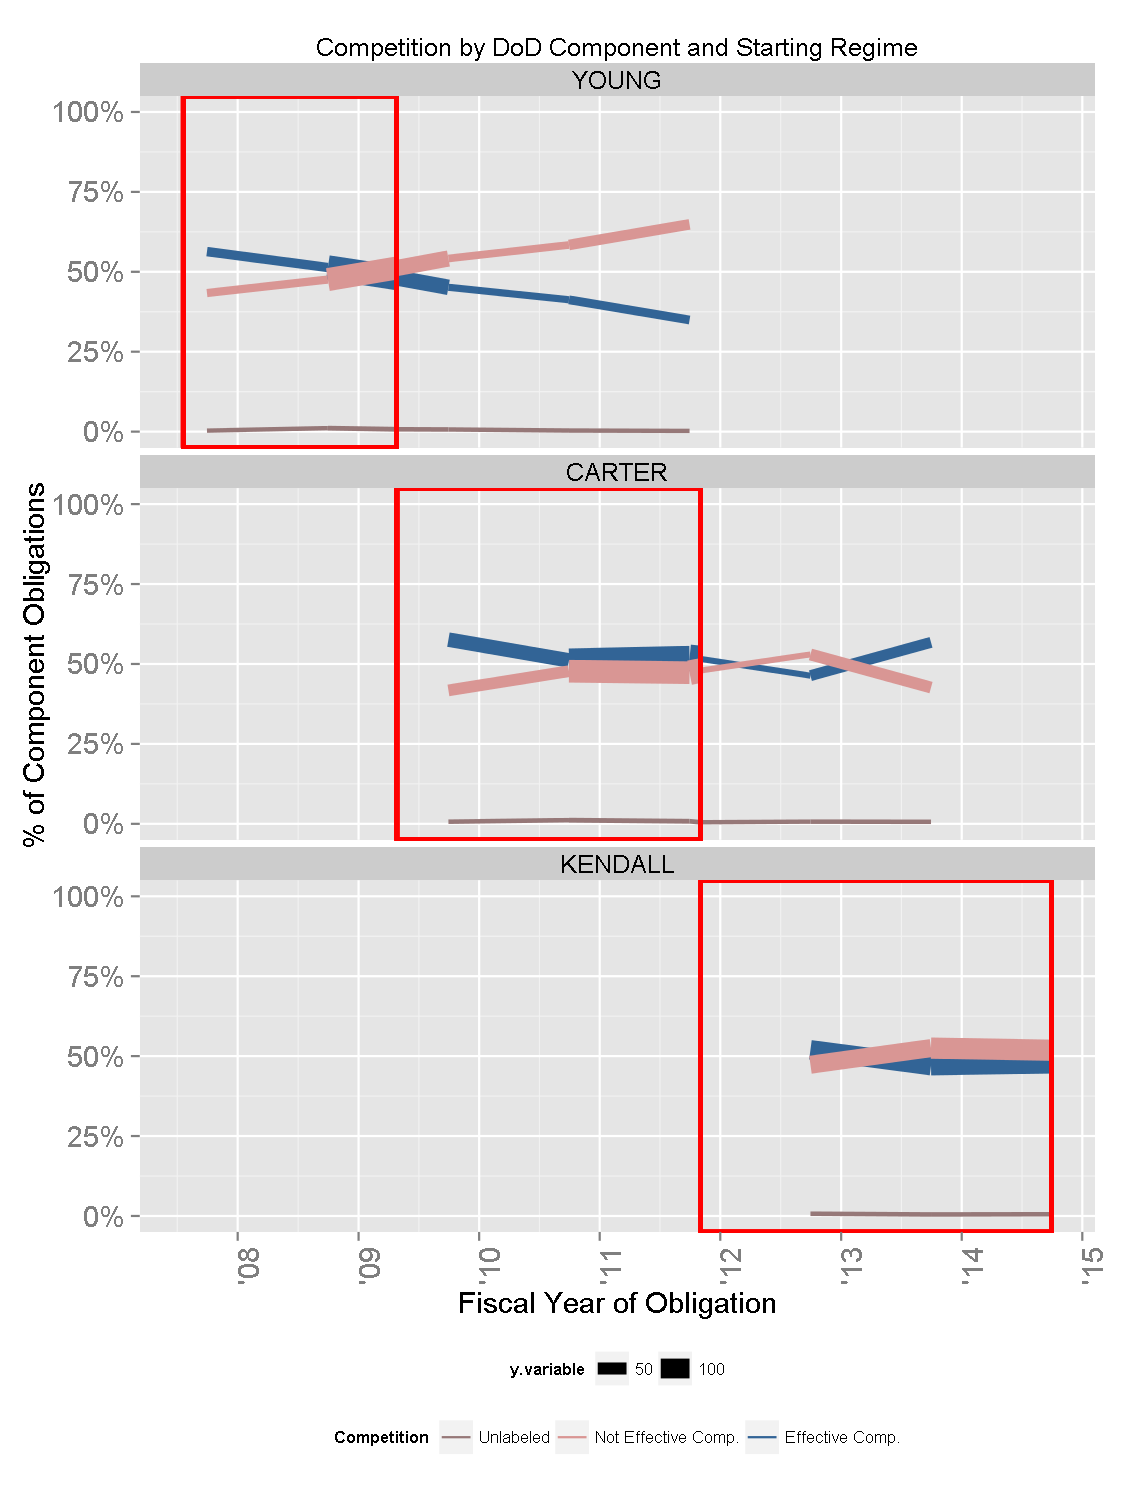 Competition by DoD Component and Starting Regime
YOUNG
100%
75%
50%
25%
0%
CARTER
100%
75%
50%
25%
0%
KENDALL
100%
75%
50%
25%
0%
% of Component Obligations
'08 '09 '10 '11 '12 '13 '14 '15
Fiscal Year of Obligation
y.variable 50 100
Competition Unlabeled Not Effective Comp. Effective Comp.